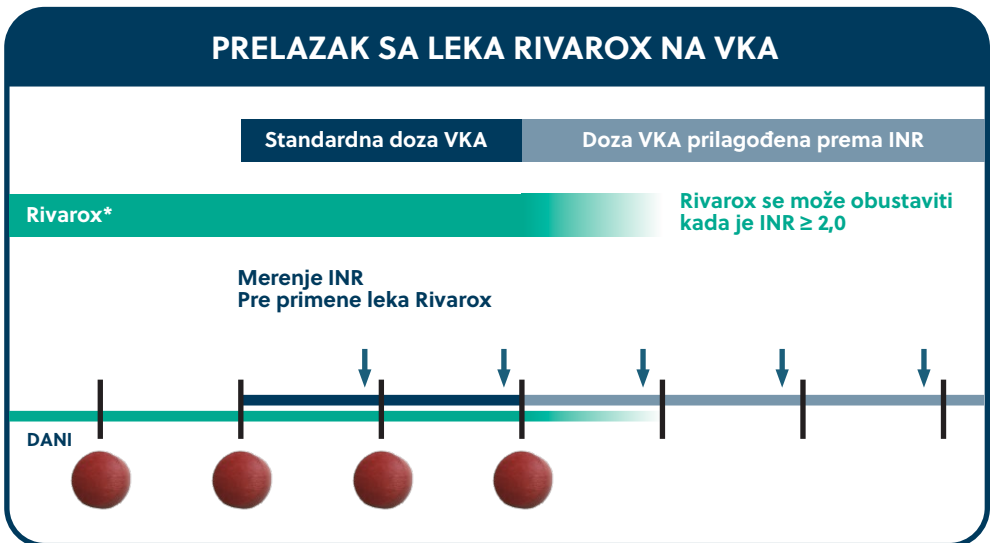 PRELAZAK SA LEKA RIVAROX NA VKA
Standardna doza VKA
Doza VKA prilagođena prema INR
Rivarox*
Rivarox se može obustaviti
kada je INR ≥ 2,0
Merenje INR
Pre primene leka Rivarox
DANI